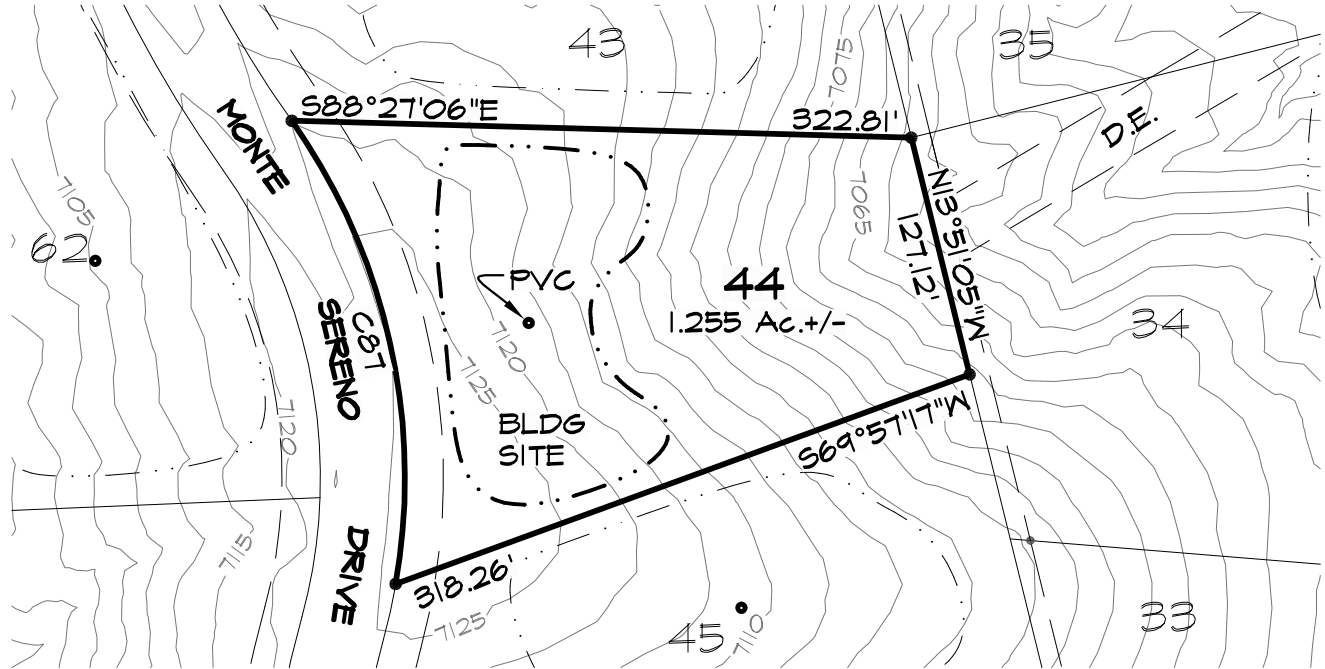 43
35
7075
S88°27'06"E
322.81'
MONTE
D.E.
7105
7065
N13°51'05"W
127.12'
62
PVC
44
1.255 Ac.+/-
SERENO
C87
7120
7125
34
7120
BLDG
SITE
S69°57'17"W
DRIVE
7115
318.26'
7125
45
7110
33